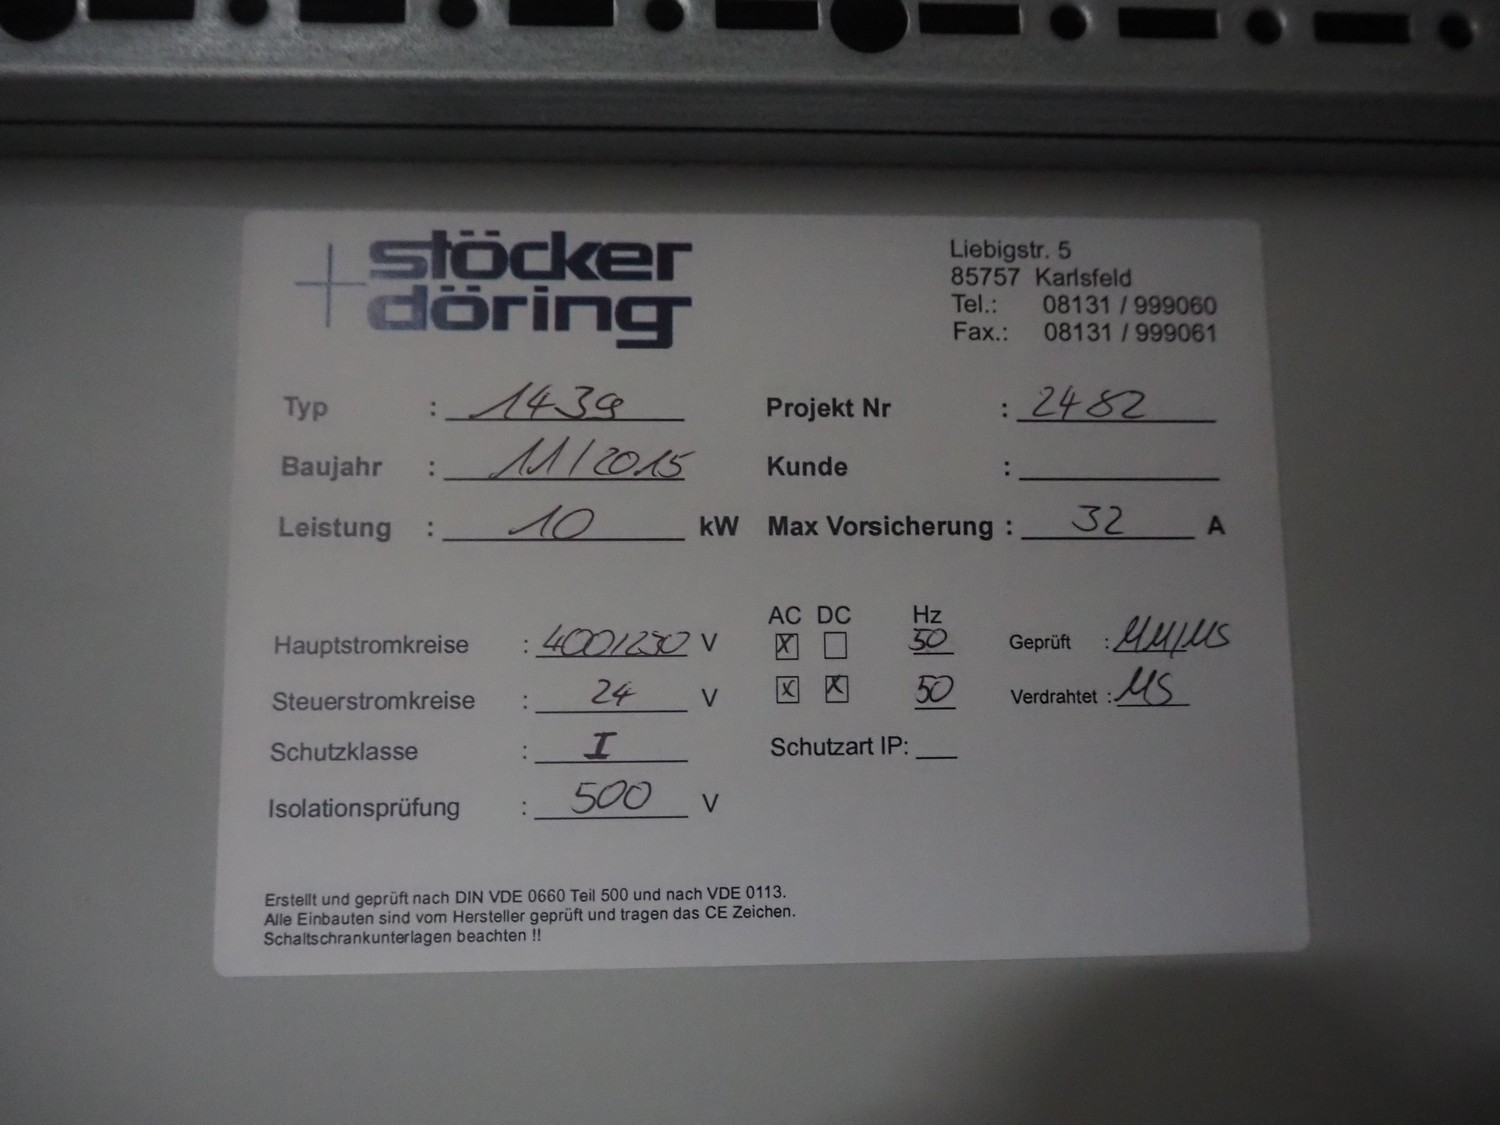 stöcker
döring
Liebigstr. 5
85757 Karlsfeld
Tel.: 08131 / 999060
Fax.: 08131 / 999061
Typ : 1439 Projekt Nr : 2482
Baujahr : 11/2015 Kunde :
Leistung : 10 kW Max Vorsicherung : 32 A
AC DC Hz
Hauptstromkreise : 400/230 V X 50 Geprüft :
Steuerstromkreise : 24 V X X 50 Verdrahtet : MS
Schutzklasse : I Schutzart IP:
Isolationsprüfung : 500 V
Erstellt und geprüft nach DIN VDE 0660 Teil 500 und nach VDE 0113.
Alle Einbauten sind vom Hersteller geprüft und tragen das CE Zeichen.
Schaltschrankunterlagen beachten !!